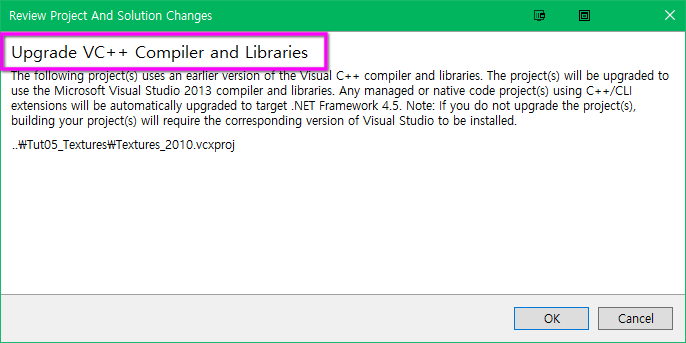 Review Project And Solution Changes
Upgrade VC++ Compiler and Libraries
The following project(s) uses an earlier version of the Visual C++ compiler and libraries. The project(s) will be upgraded to
use the Microsoft Visual Studio 2013 compiler and libraries. Any managed or native code project(s) using C++/CLI
extensions will be automatically upgraded to target .NET Framework 4.5. Note: If you do not upgrade the project(s),
building your project(s) will require the corresponding version of Visual Studio to be installed.
..₩Tut05_Textures₩Textures_2010.vcxproj
OK Cancel